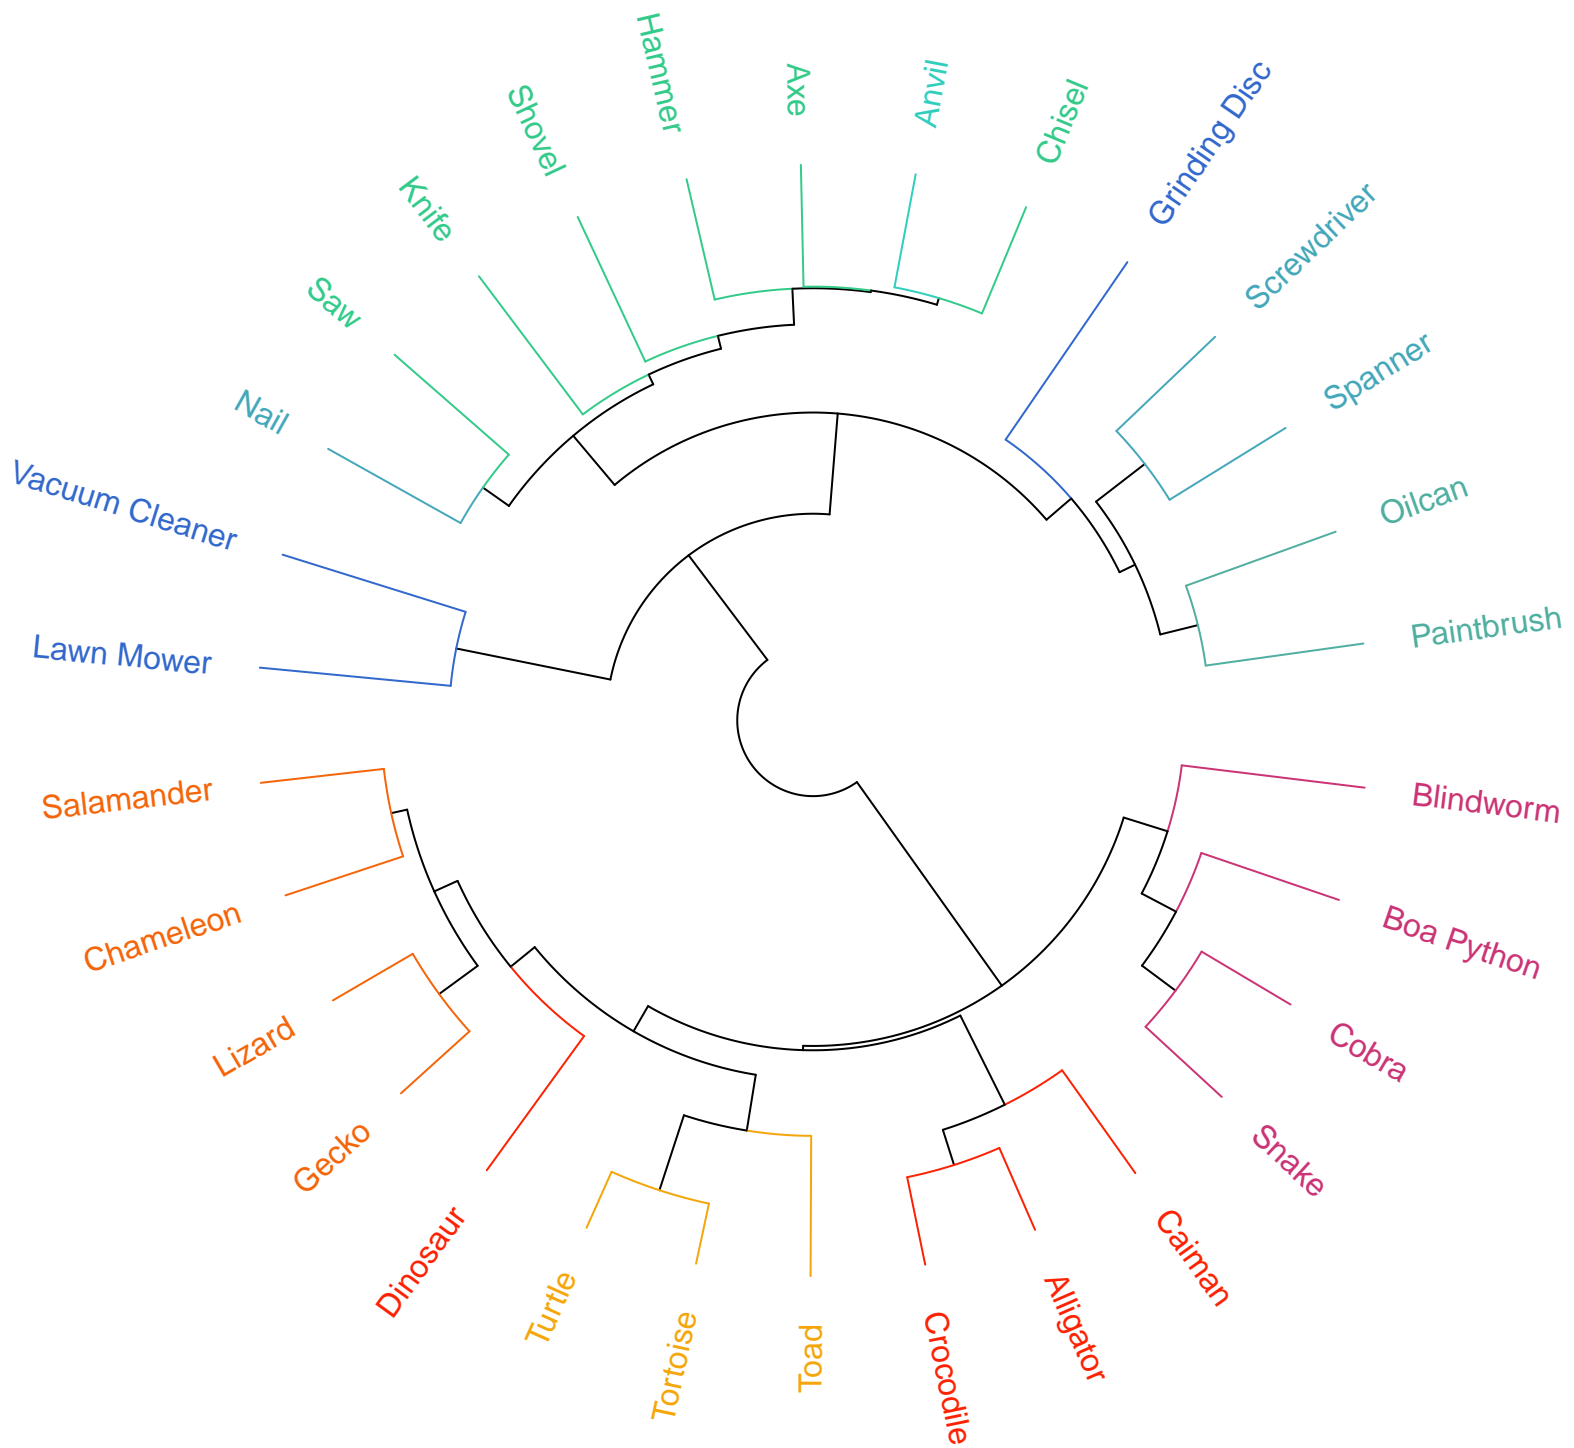 Hammer
Axe
Anvil
Chisel
Grinding Disc
Screwdriver
Spanner
Oilcan
Paintbrush
Blindworm
Boa Python
Cobra
Snake
Caiman
Alligator
Crocodile
Toad
Tortoise
Turtle
Dinosaur
Gecko
Lizard
Chameleon
Salamander
Lawn Mower
Vacuum Cleaner
Nail
Saw
Knife
Shovel